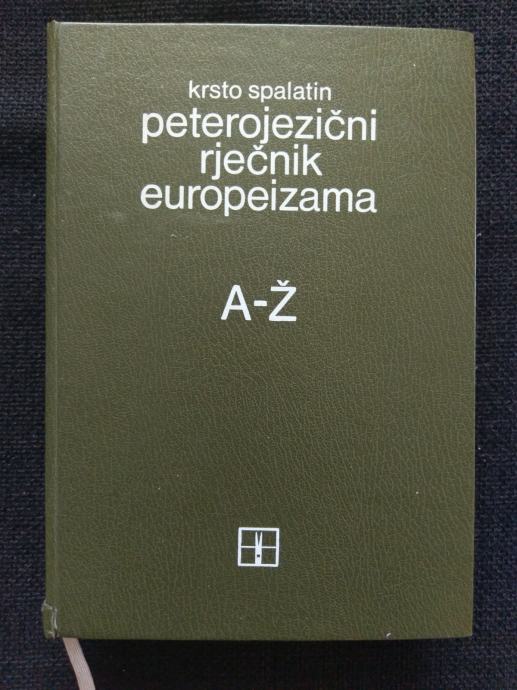 krsto spalatin
peterojezični
rječnik
europeizama
A-Ž